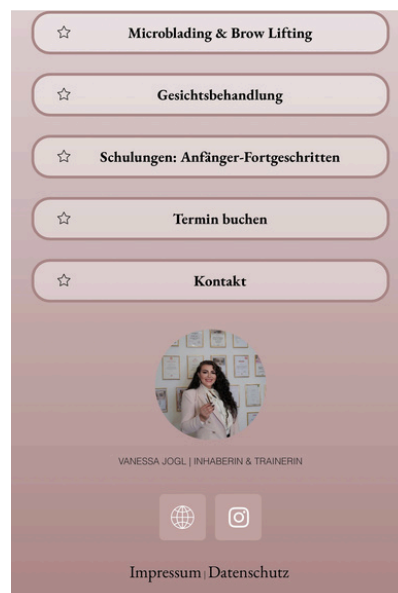 Microblading & Brow Lifting
Gesichtsbehandlung
Schulungen: Anfänger-Fortgeschritten
Termin buchen
Kontakt
VANESSA JOGL | INHABERIN & TRAINERIN
Impressum | Datenschutz